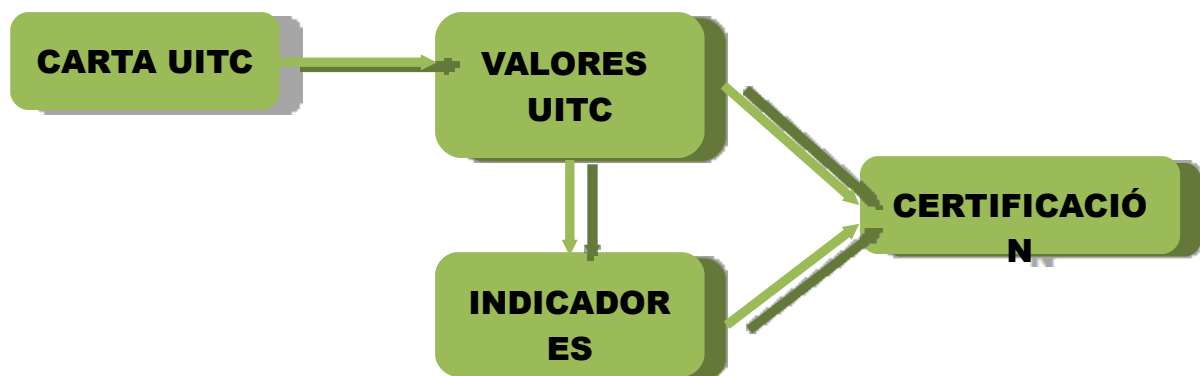 CARTA UITC
VALORES
UITC
CERTIFICACIÓ
N
INDICADOR
ES